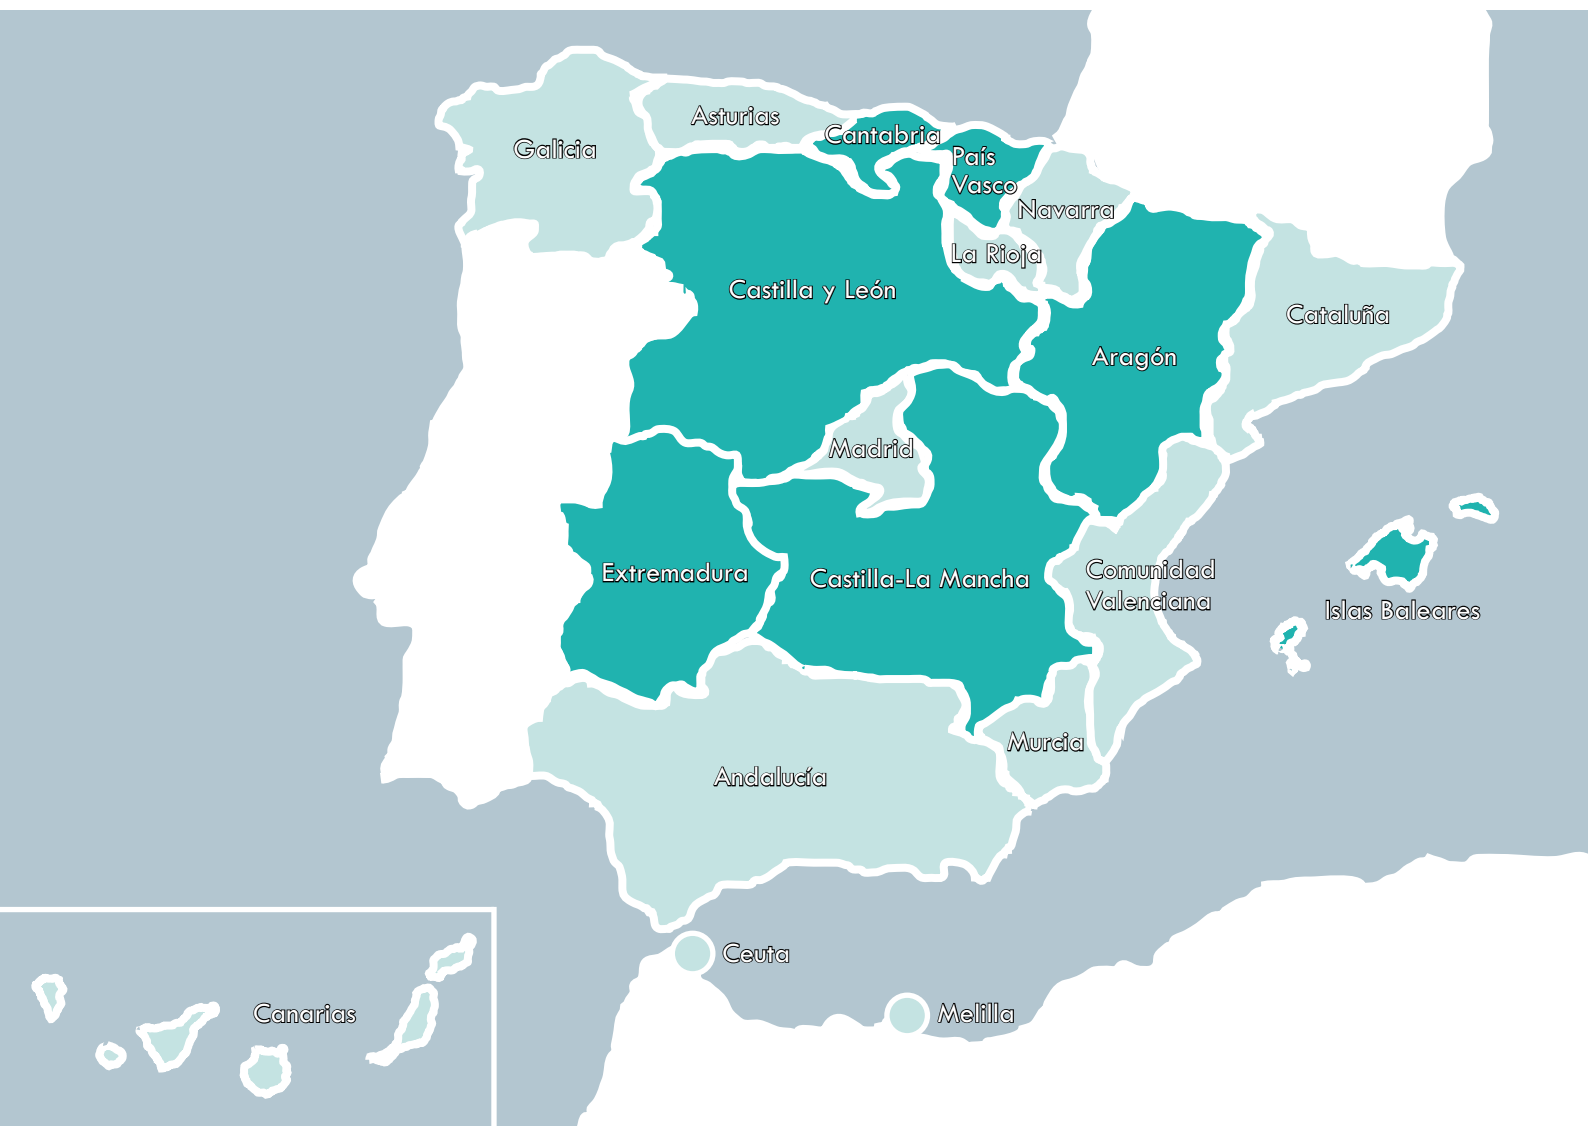 Asturias
Cantabria
Galicia
País
Vasco
Navarra
La Rioja
Castilla y León
Cataluña
Aragón
Madrid
Extremadura
Castilla-La Mancha
Comunidad
Valenciana
Islas Baleares
Murcia
Andalucía
Ceuta
Canarias
Melilla